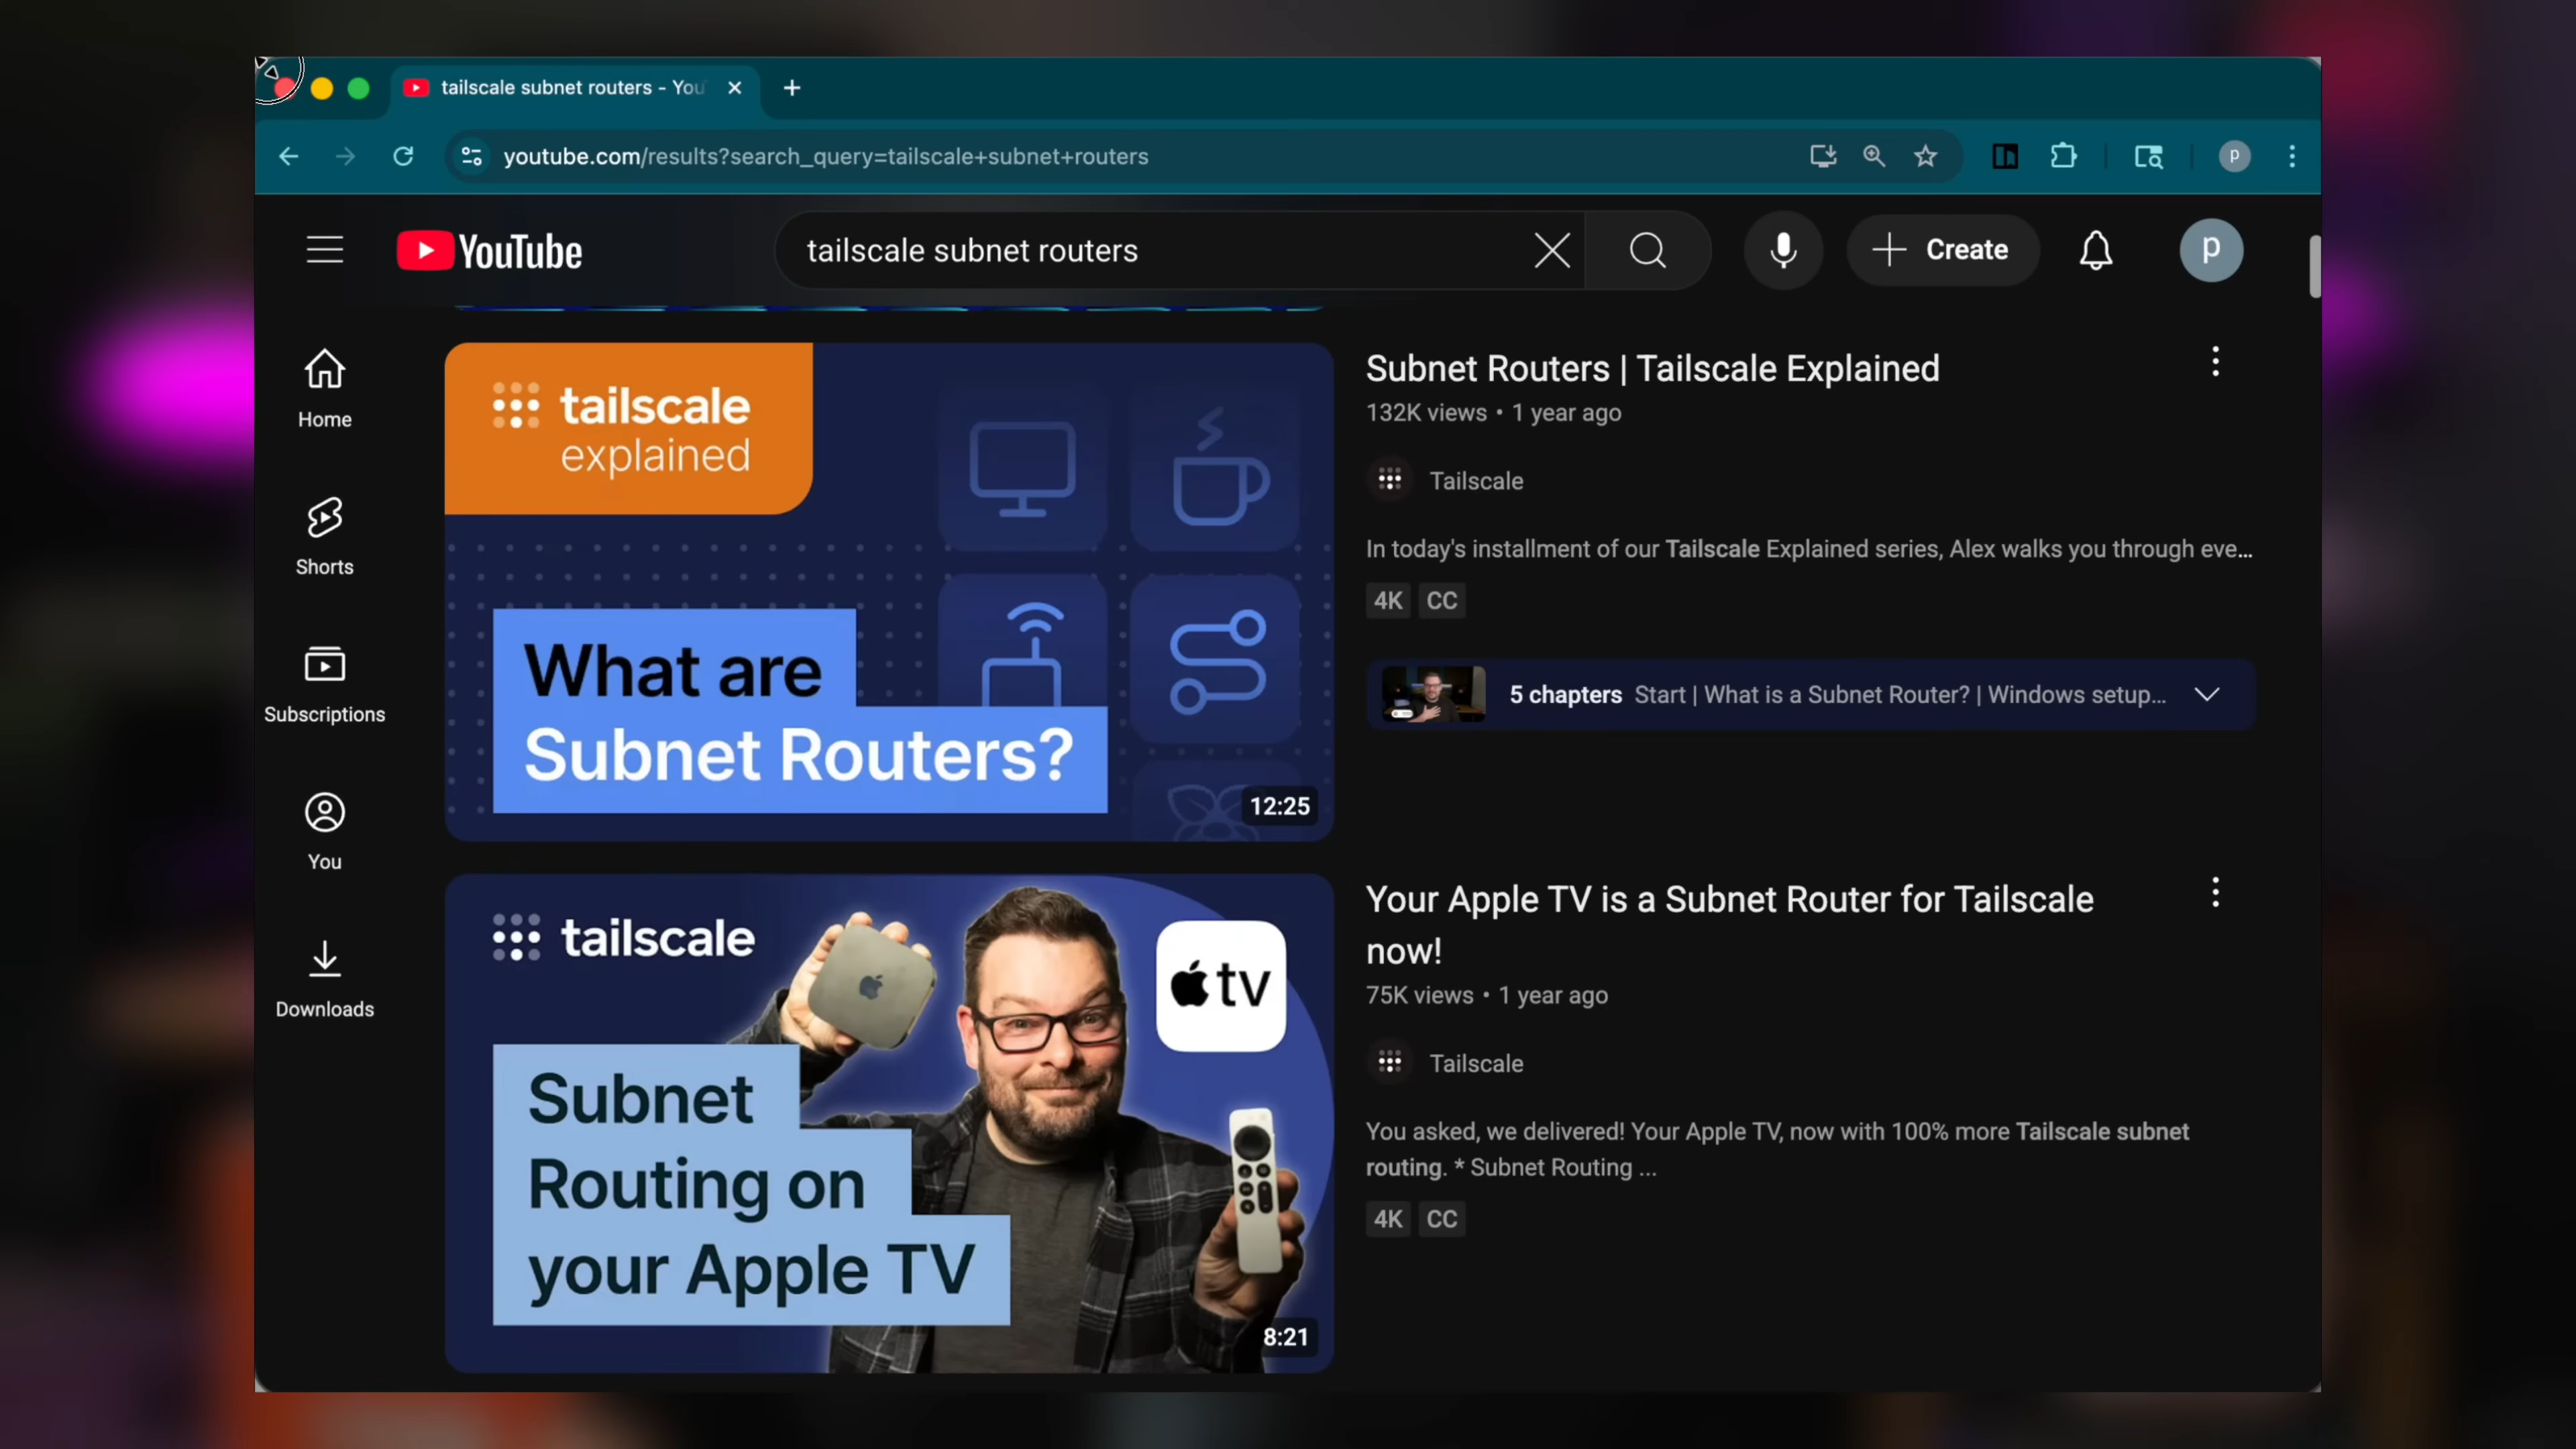 tailscale subnet routers - You
youtube.com/results?search_query=tailscale+subnet+routers
p
YouTube
tailscale subnet routers
Create
p
Home
Shorts
Subscriptions
You
Downloads
tailscale
explained
What are
Subnet Routers?
12:25
Subnet Routers | Tailscale Explained
132K views • 1 year ago
Tailscale
In today's installment of our Tailscale Explained series, Alex walks you through eve...
4K CC
5 chapters Start | What is a Subnet Router? | Windows setup...
tailscale
tv
Subnet
Routing on
your Apple TV
8:21
Your Apple TV is a Subnet Router for Tailscale
now!
75K views • 1 year ago
Tailscale
You asked, we delivered! Your Apple TV, now with 100% more Tailscale subnet
routing. * Subnet Routing ...
4K CC